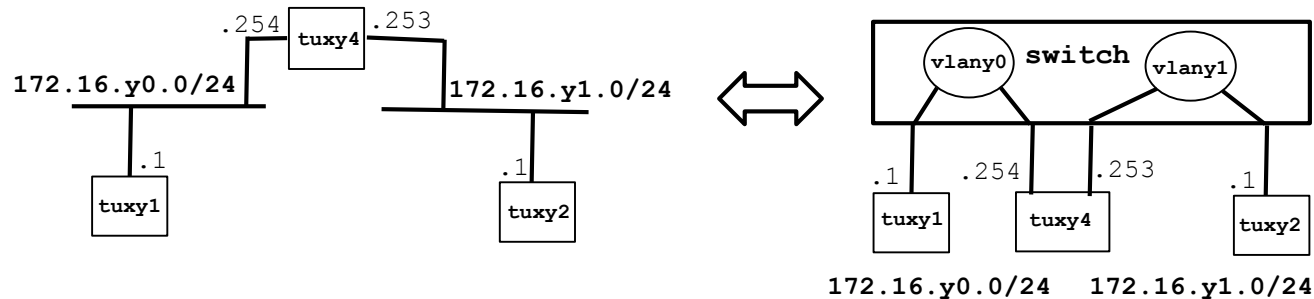 .254
tuxy4
.253
172.16.y0.0/24
172.16.y1.0/24
.1
tuxy1
.1
tuxy2
vlany0
switch
vlany1
.1
.254
.253
.1
tuxy1
tuxy4
tuxy2
172.16.y0.0/24
172.16.y1.0/24